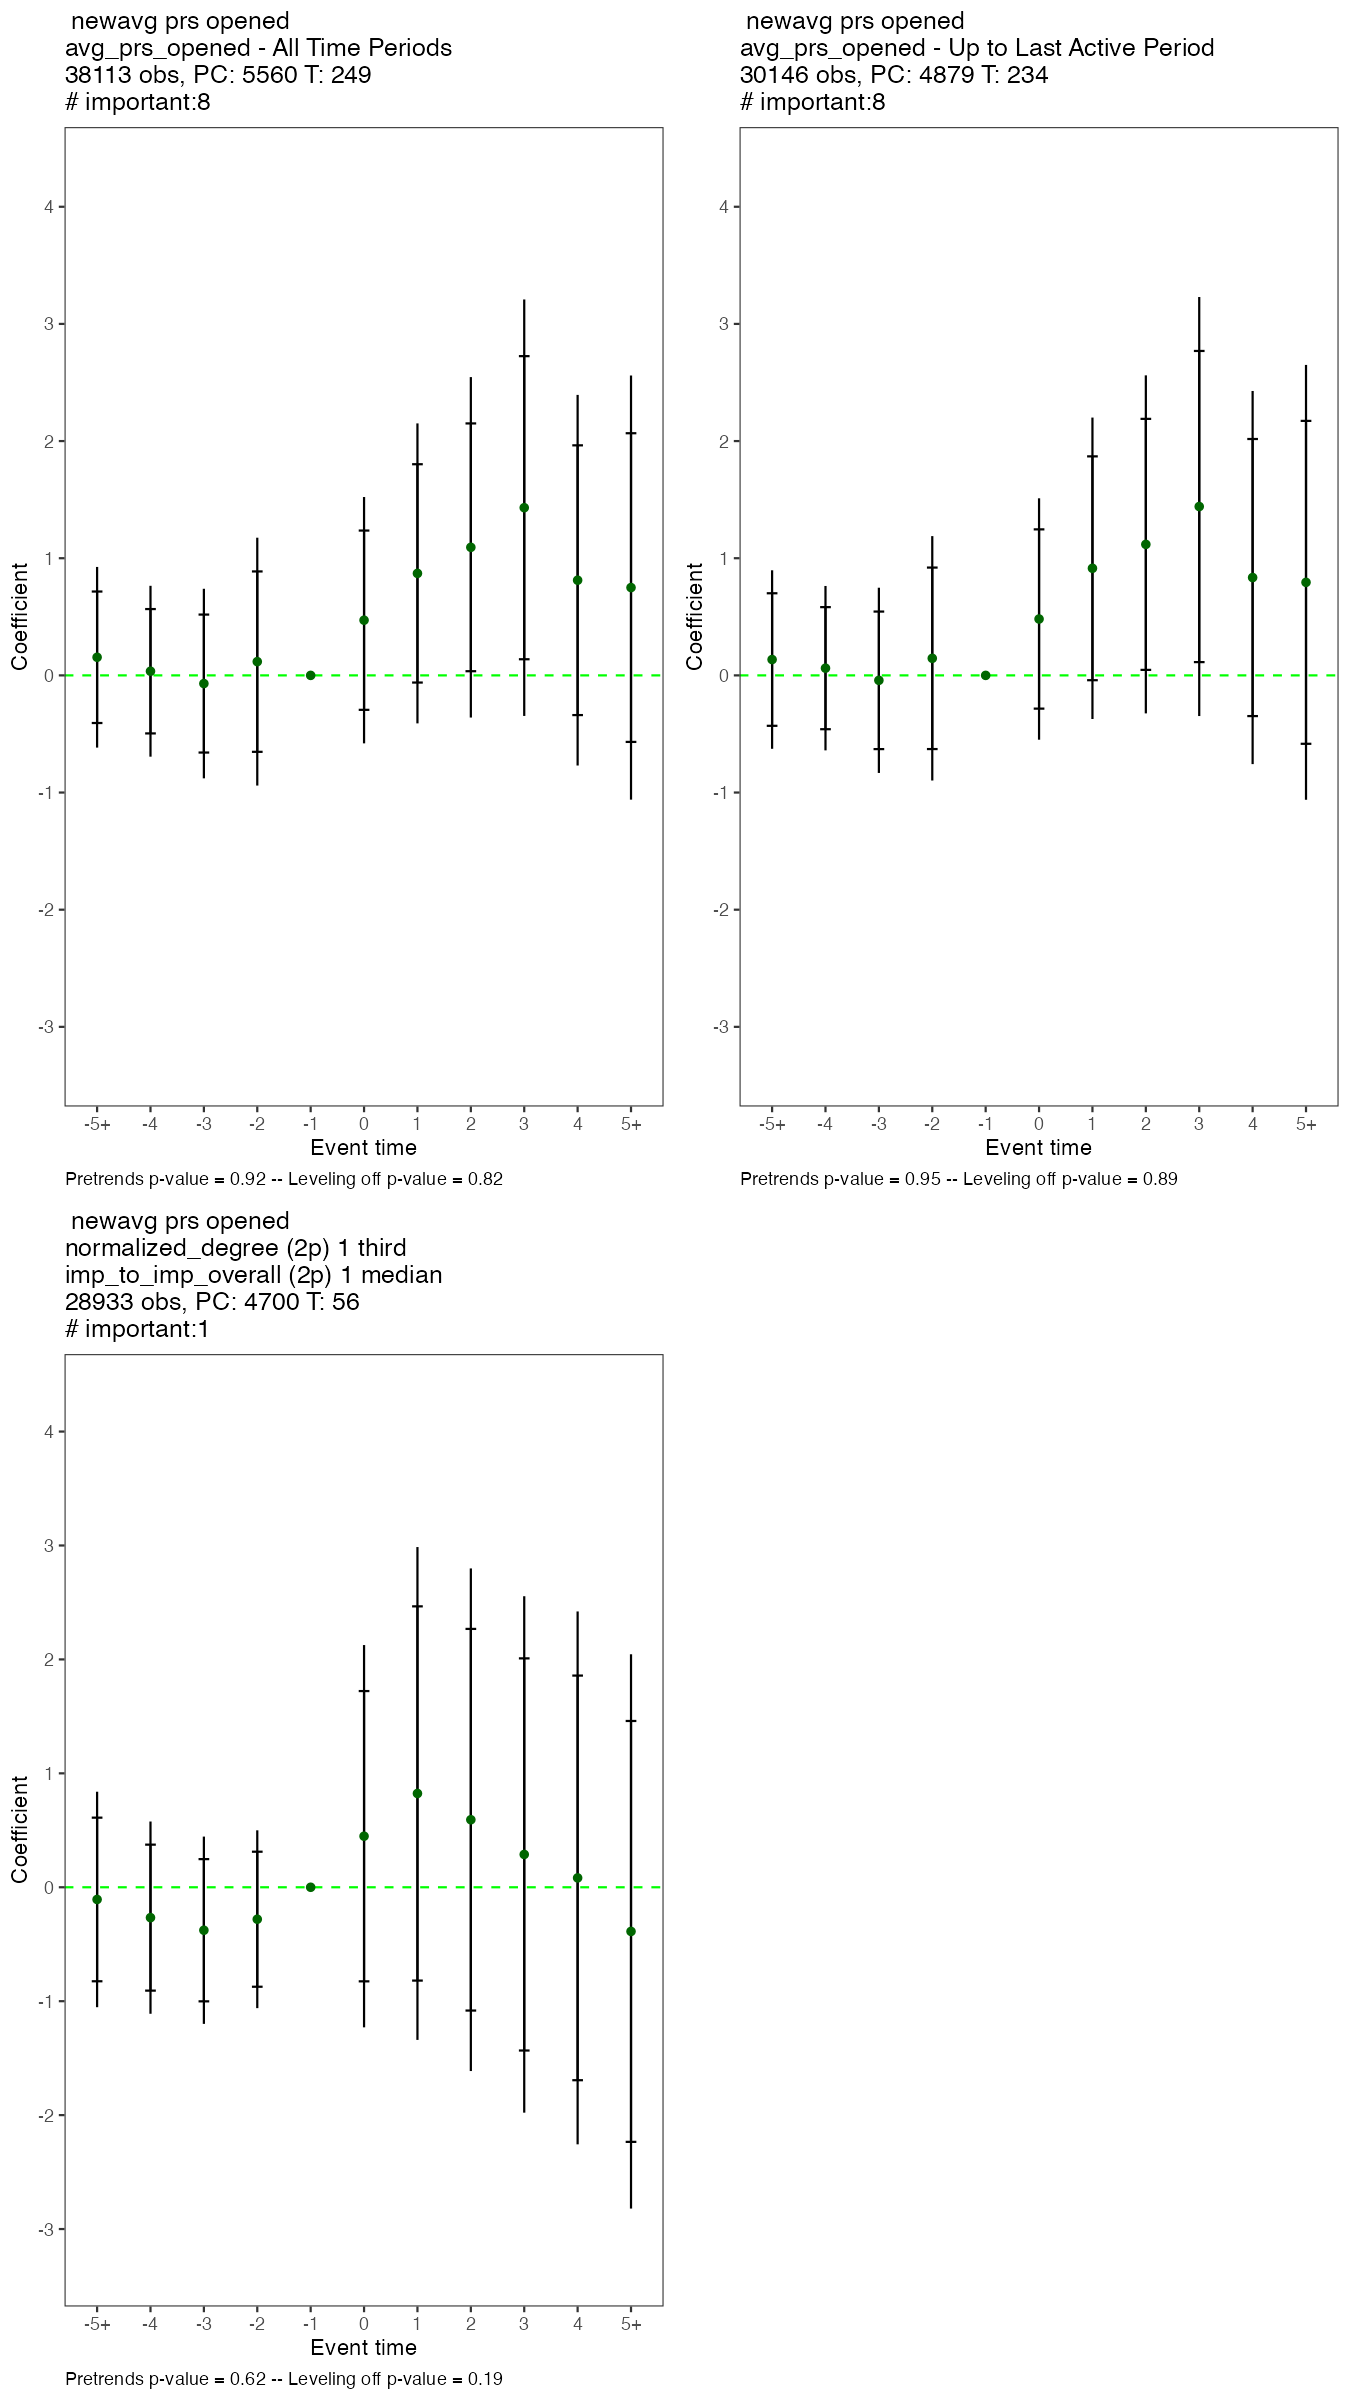 newavg prs opened
avg_prs_opened - All Time Periods
38113 obs, PC: 5560 T: 249
# important:8
4
3
2
1
0
-1
-2
-3
Coefficient
-5+ -4 -3 -2 -1 0 1 2 3 4 5+
Event time
Pretrends p-value = 0.92 -- Leveling off p-value = 0.82
newavg prs opened
avg_prs_opened - Up to Last Active Period
30146 obs, PC: 4879 T: 234
# important:8
4
3
2
1
0
-1
-2
-3
Coefficient
-5+ -4 -3 -2 -1 0 1 2 3 4 5+
Event time
Pretrends p-value = 0.95 -- Leveling off p-value = 0.89
newavg prs opened
normalized_degree (2p) 1 third
imp_to_imp_overall (2p) 1 median
28933 obs, PC: 4700 T: 56
# important:1
4
3
2
1
0
-1
-2
-3
Coefficient
-5+ -4 -3 -2 -1 0 1 2 3 4 5+
Event time
Pretrends p-value = 0.62 -- Leveling off p-value = 0.19